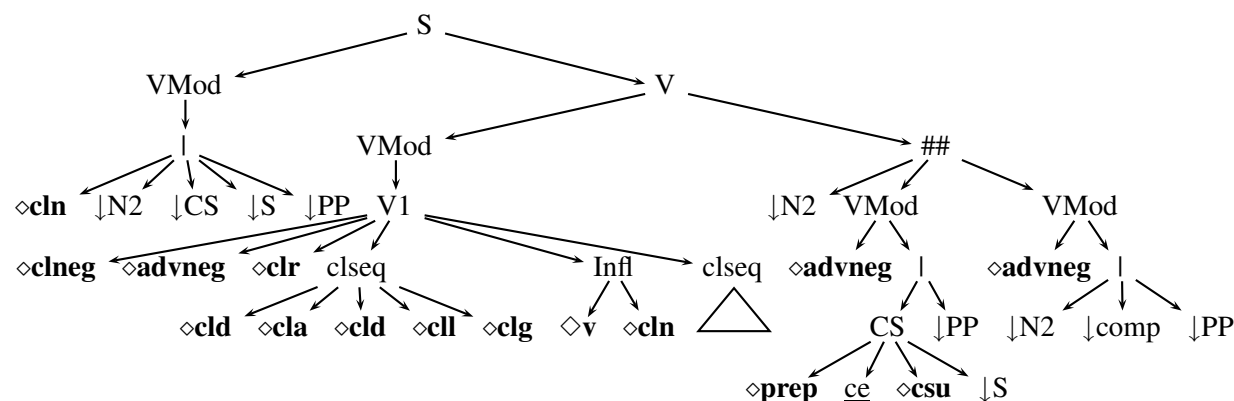 S
VMod V
| VMod ##
⋄cln ↓N2 ↓CS ↓S ↓PP V1 ↓N2 VMod VMod
⋄clneg ⋄advneg ⋄clr clseq Infl clseq ⋄advneg | ⋄advneg |
⋄cld ⋄cla ⋄cld ⋄cll ⋄clg ◇v ⋄cln CS ↓PP ↓N2 ↓comp ↓PP
⋄prep ce ⋄csu ↓S